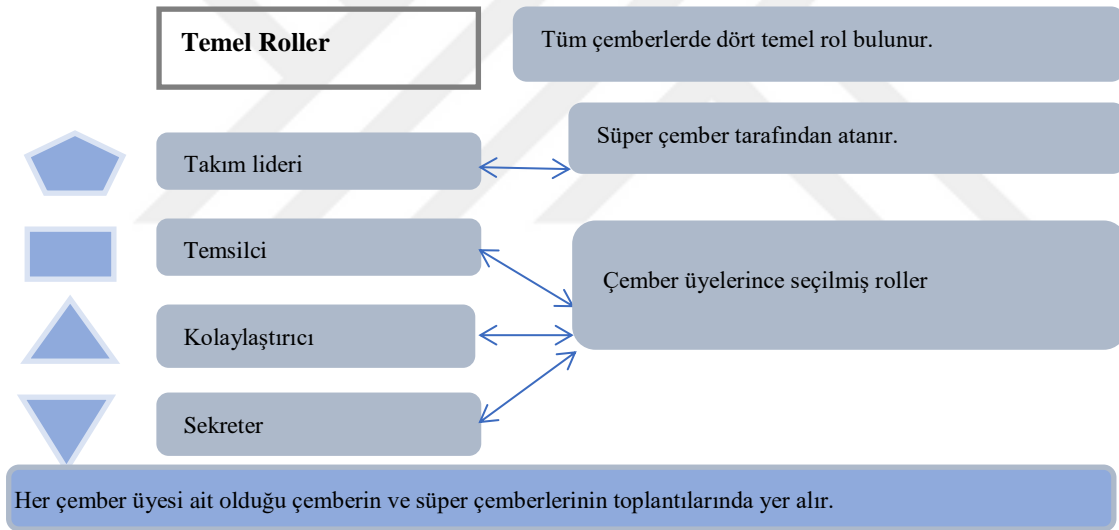 Temel Roller
Tüm çemberlerde dört temel rol bulunur.
Takım lideri
Süper çember tarafından atanır.
Temsilci
Çember üyelerince seçilmiş roller
Kolaylaştırıcı
Sekreter
Her çember üyesi ait olduğu çemberin ve süper çemberlerinin toplantılarında yer alır.